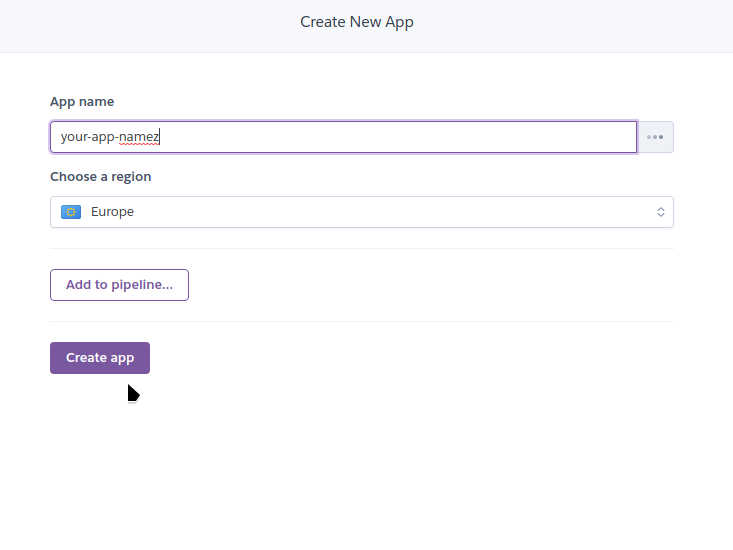 Create New App
App name
your-app-namez
Choose a region
Europe
Add to pipeline...
Create app